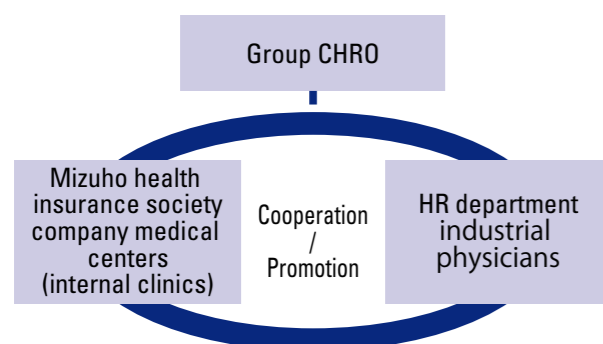 Group CHRO
Mizuho health
insurance society
company medical
centers
(internal clinics)
Cooperation
/
Promotion
HR department
industrial
physicians